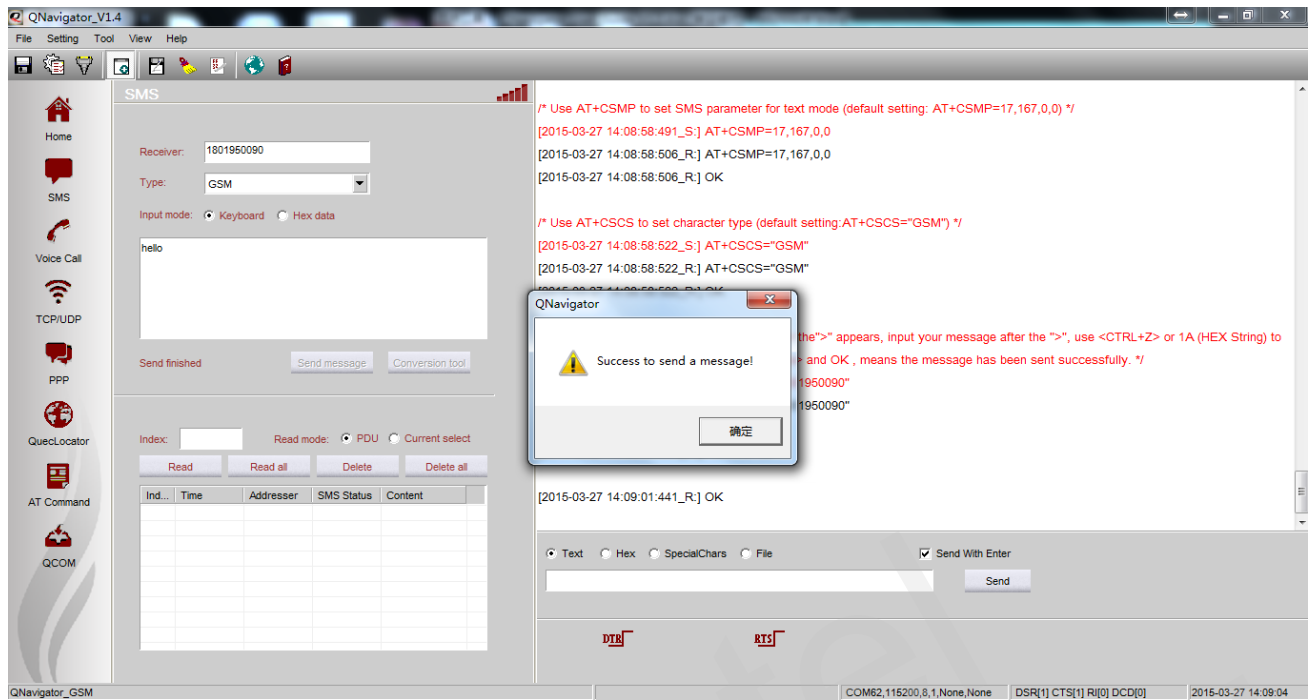 QNavigator_V1.4
File Setting Tool View Help
Home
SMS
Voice Call
TCP/UDP
PPP
QuecLocator
AT Command
QCOM
SMS
Receiver: 1801950090
Type: GSM
Input mode: Keyboard Hex data
hello
Send finished Send message Conversion tool
Index: Read mode: PDU Current select
Read Read all Delete Delete all
Ind... Time Addresser SMS Status Content
/* Use AT+CSMP to set SMS parameter for text mode (default setting: AT+CSMP=17,167,0,0) */
[2015-03-27 14:08:58:491_S:] AT+CSMP=17,167,0,0
[2015-03-27 14:08:58:506_R:] AT+CSMP=17,167,0,0
[2015-03-27 14:08:58:506_R:] OK
/* Use AT+CSCS to set character type (default setting:AT+CSCS="GSM") */
[2015-03-27 14:08:58:522_S:] AT+CSCS="GSM"
[2015-03-27 14:08:58:522_R:] AT+CSCS="GSM"
QNavigator
Success to send a message!
确定
the">" appears, input your message after the ">", use <CTRL+Z> or 1A (HEX String) to
and OK , means the message has been sent successfully. */
1950090"
1950090"
[2015-03-27 14:09:01:441_R:] OK
Text Hex SpecialChars File Send With Enter
Send
DTR RTS
QNavigator_GSM COM62,115200,8,1,None,None DSR[1] CTS[1] RI[0] DCD[0] 2015-03-27 14:09:04